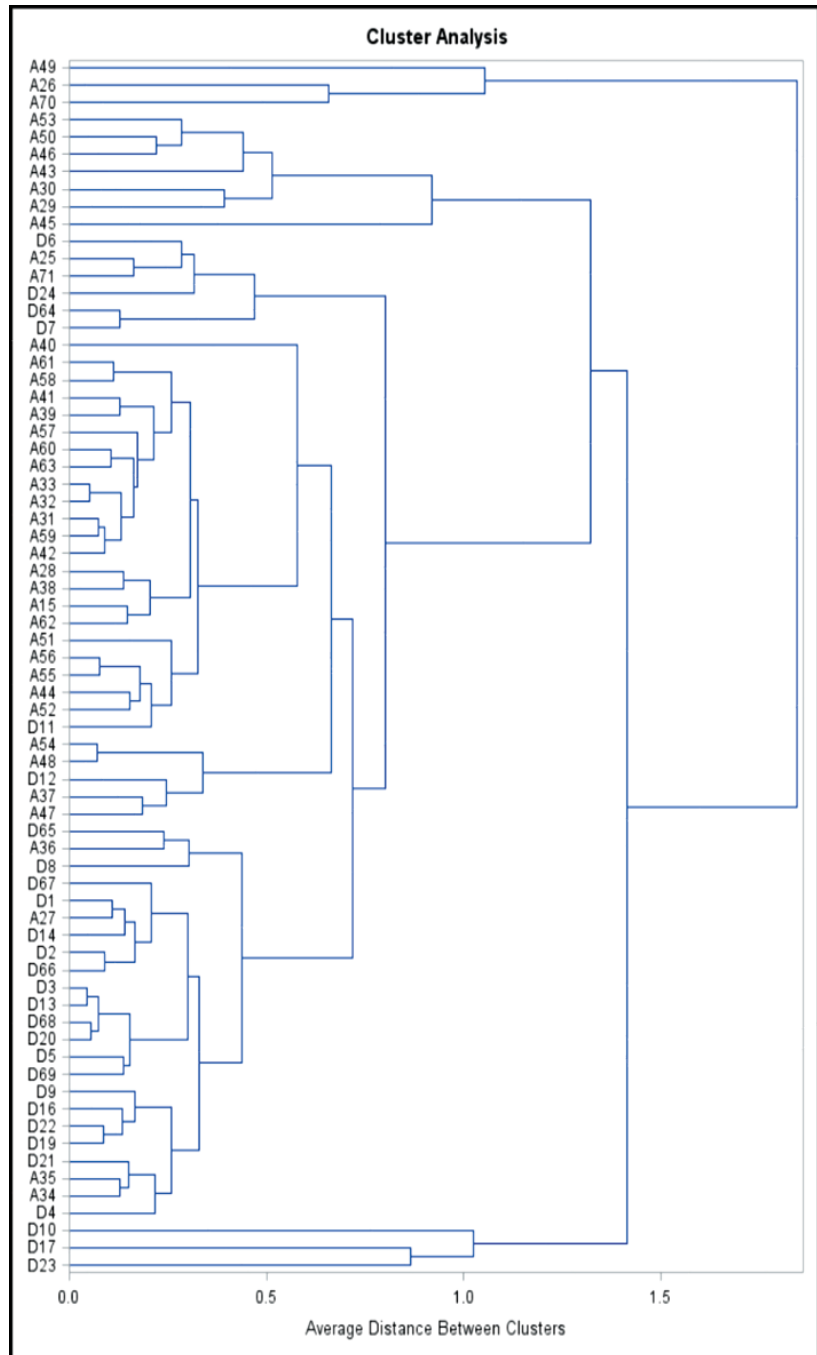 Cluster Analysis
A49
A26
A70
A53
A50
A46
A43
A30
A29
A45
D6
A25
A71
D24
D64
D7
A40
A61
A58
A41
A39
A57
A60
A63
A33
A32
A31
A59
A42
A28
A38
A15
A62
A51
A56
A55
A44
A52
D11
A54
A48
D12
A37
A47
D65
A36
D8
D67
D1
A27
D14
D2
D66
D3
D13
D68
D20
D5
D69
D9
D16
D22
D19
D21
A35
A34
D4
D10
D17
D23
0.0 0.5 1.0 1.5
Average Distance Between Clusters